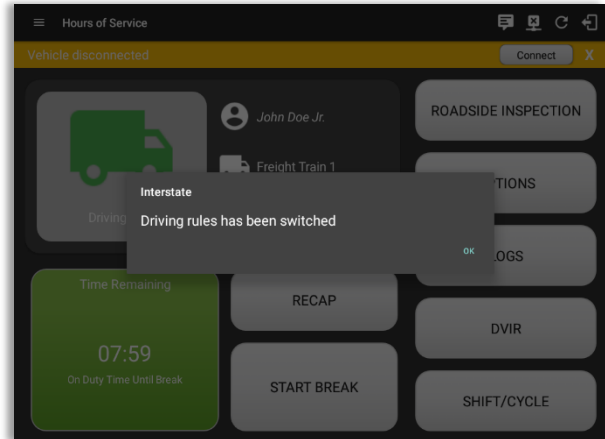 Hours of Service
Vehicle disconnected
Connect
X
John Doe Jr.
Freight Train 1
Driving
ROADSIDE INSPECTION
TIONS
LOGS
DVIR
SHIFT/CYCLE
Interstate
Driving rules has been switched
OK
Time Remaining
07:59
On Duty Time Until Break
RECAP
START BREAK